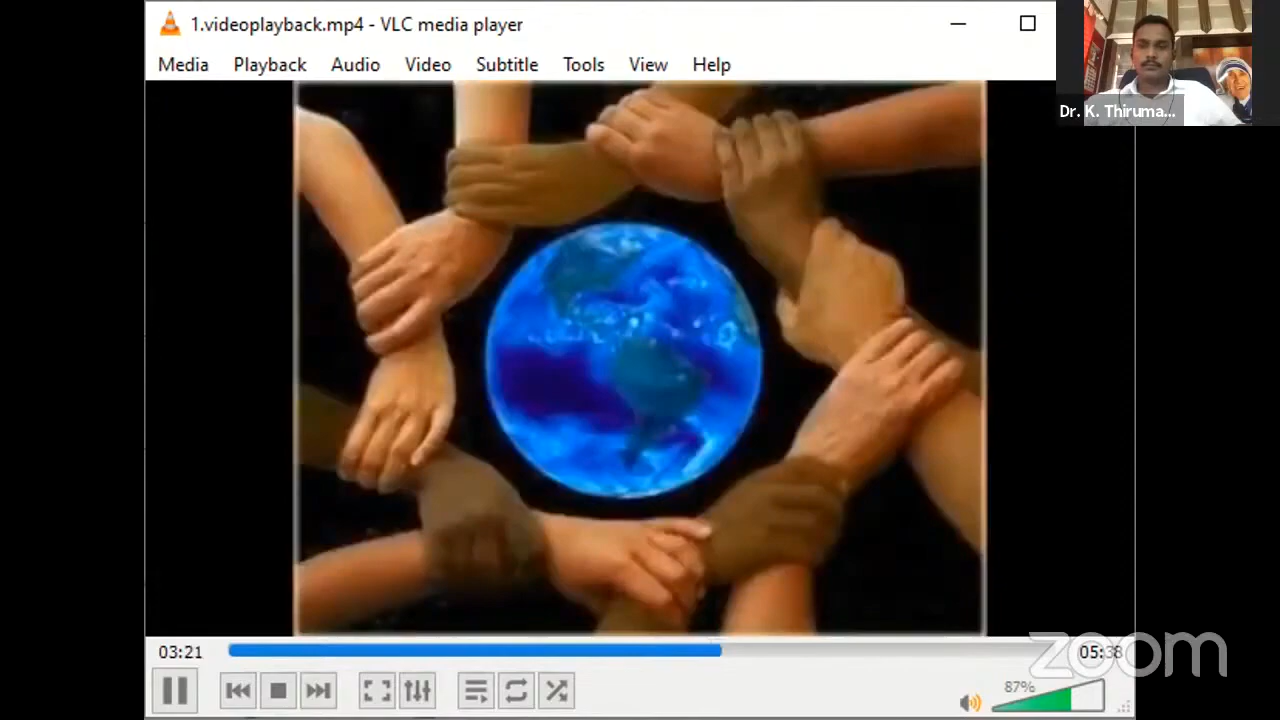 1.videoplayback.mp4 - VLC media player
Media Playback Audio Video Subtitle Tools View Help
Dr. K. Thiruma...
03:21
05:38
zoom
87%